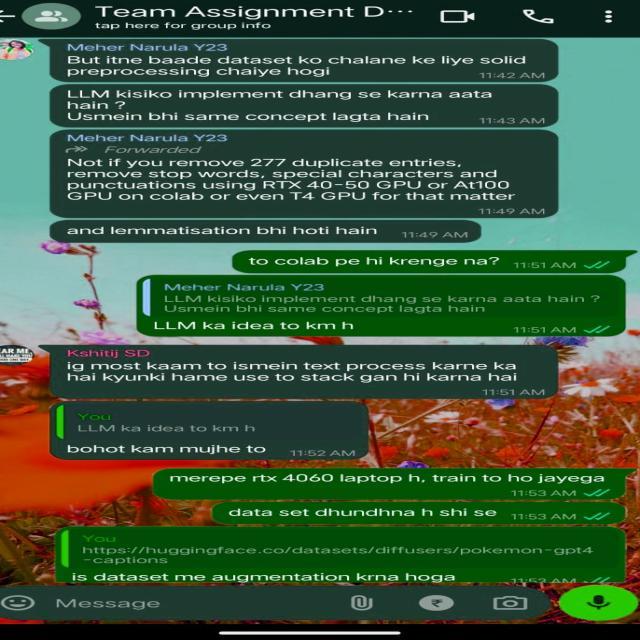 Team Assignment D...
tap here for group info
Meher Narula Y23
But itne baade dataset ko chalane ke liye solid
preprocessing chaiye hogi
11:42 AM
LLM kisiko implement dhang se karna aata
hain ?
Usmein bhi same concept lagta hain
11:43 AM
Meher Narula Y23
Forwarded
Not if you remove 277 duplicate entries,
remove stop words, special characters and
punctuations using RTX 40-50 GPU or At100
GPU on colab or even T4 GPU for that matter
11:49 AM
and lemmatisation bhi hoti hain 11:49 AM
to colab pe hi krenge na? 11:51 AM
Meher Narula Y23
LLM kisiko implement dhang se karna aata hain ?
Usmein bhi same concept lagta hain
LLM ka idea to km h 11:51 AM
Kshitij SD
ig most kaam to ismein text process karne ka
hai kyunki hame use to stack gan hi karna hai
11:51 AM
You
LLM ka idea to km h
bohot kam mujhe to 11:52 AM
merepe rtx 4060 laptop h, train to ho jayega
11:53 AM
data set dhundhna h shi se 11:53 AM
You
https://huggingface.co/datasets/diffusers/pokemon-gpt4
-captions
is dataset me augmentation krna hoga
Message